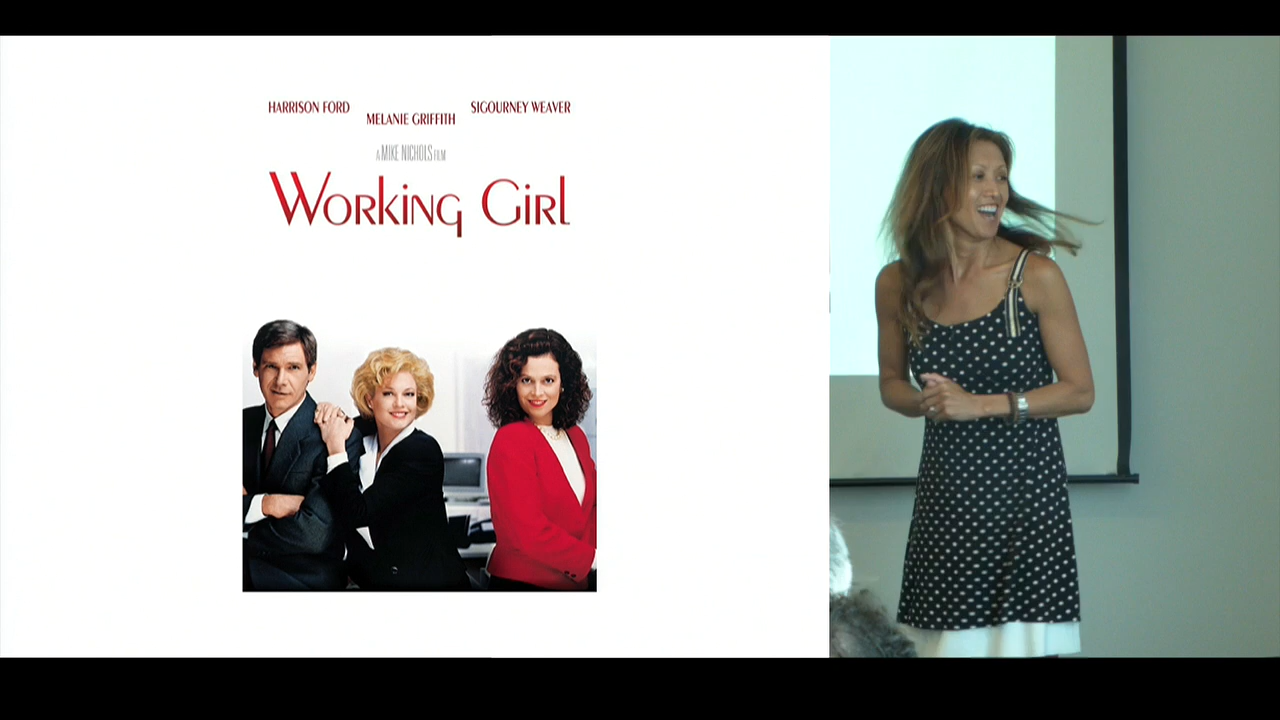 HARRISON FORD
MELANIE GRIFFITH
SIGOURNEY WEAVER
A MIKE NICHOLS FILM
WORKING GIRL